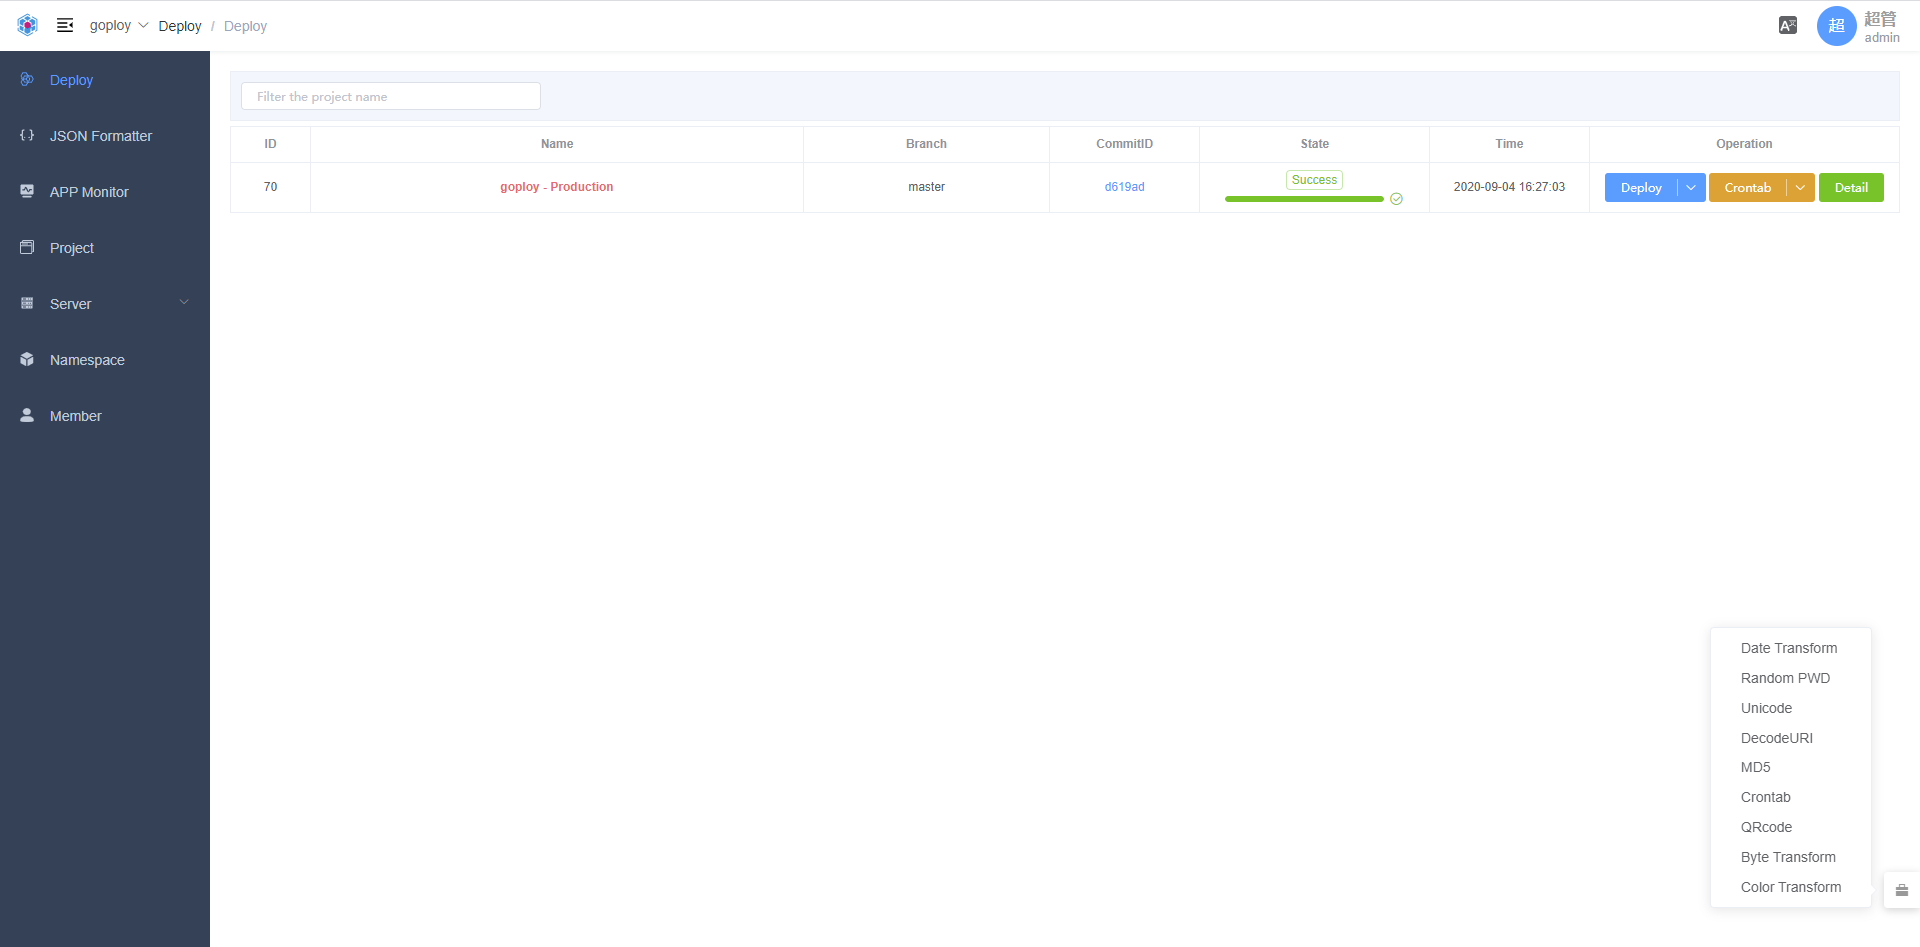 goploy Deploy / Deploy
超 超管
admin
Deploy
JSON Formatter
APP Monitor
Project
Server
Namespace
Member
Filter the project name
ID Name Branch CommitID State Time Operation
70 goploy - Production master d619ad Success 2020-09-04 16:27:03 Deploy Crontab Detail
Date Transform
Random PWD
Unicode
DecodeURI
MD5
Crontab
QRcode
Byte Transform
Color Transform